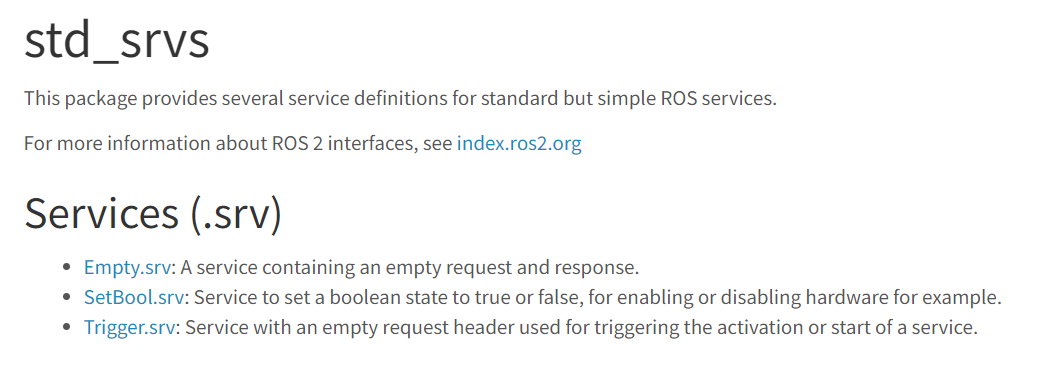 std_srvs
This package provides several service definitions for standard but simple ROS services.
For more information about ROS 2 interfaces, see index.ros2.org
Services (.srv)
• Empty.srv: A service containing an empty request and response.
• SetBool.srv: Service to set a boolean state to true or false, for enabling or disabling hardware for example.
• Trigger.srv: Service with an empty request header used for triggering the activation or start of a service.